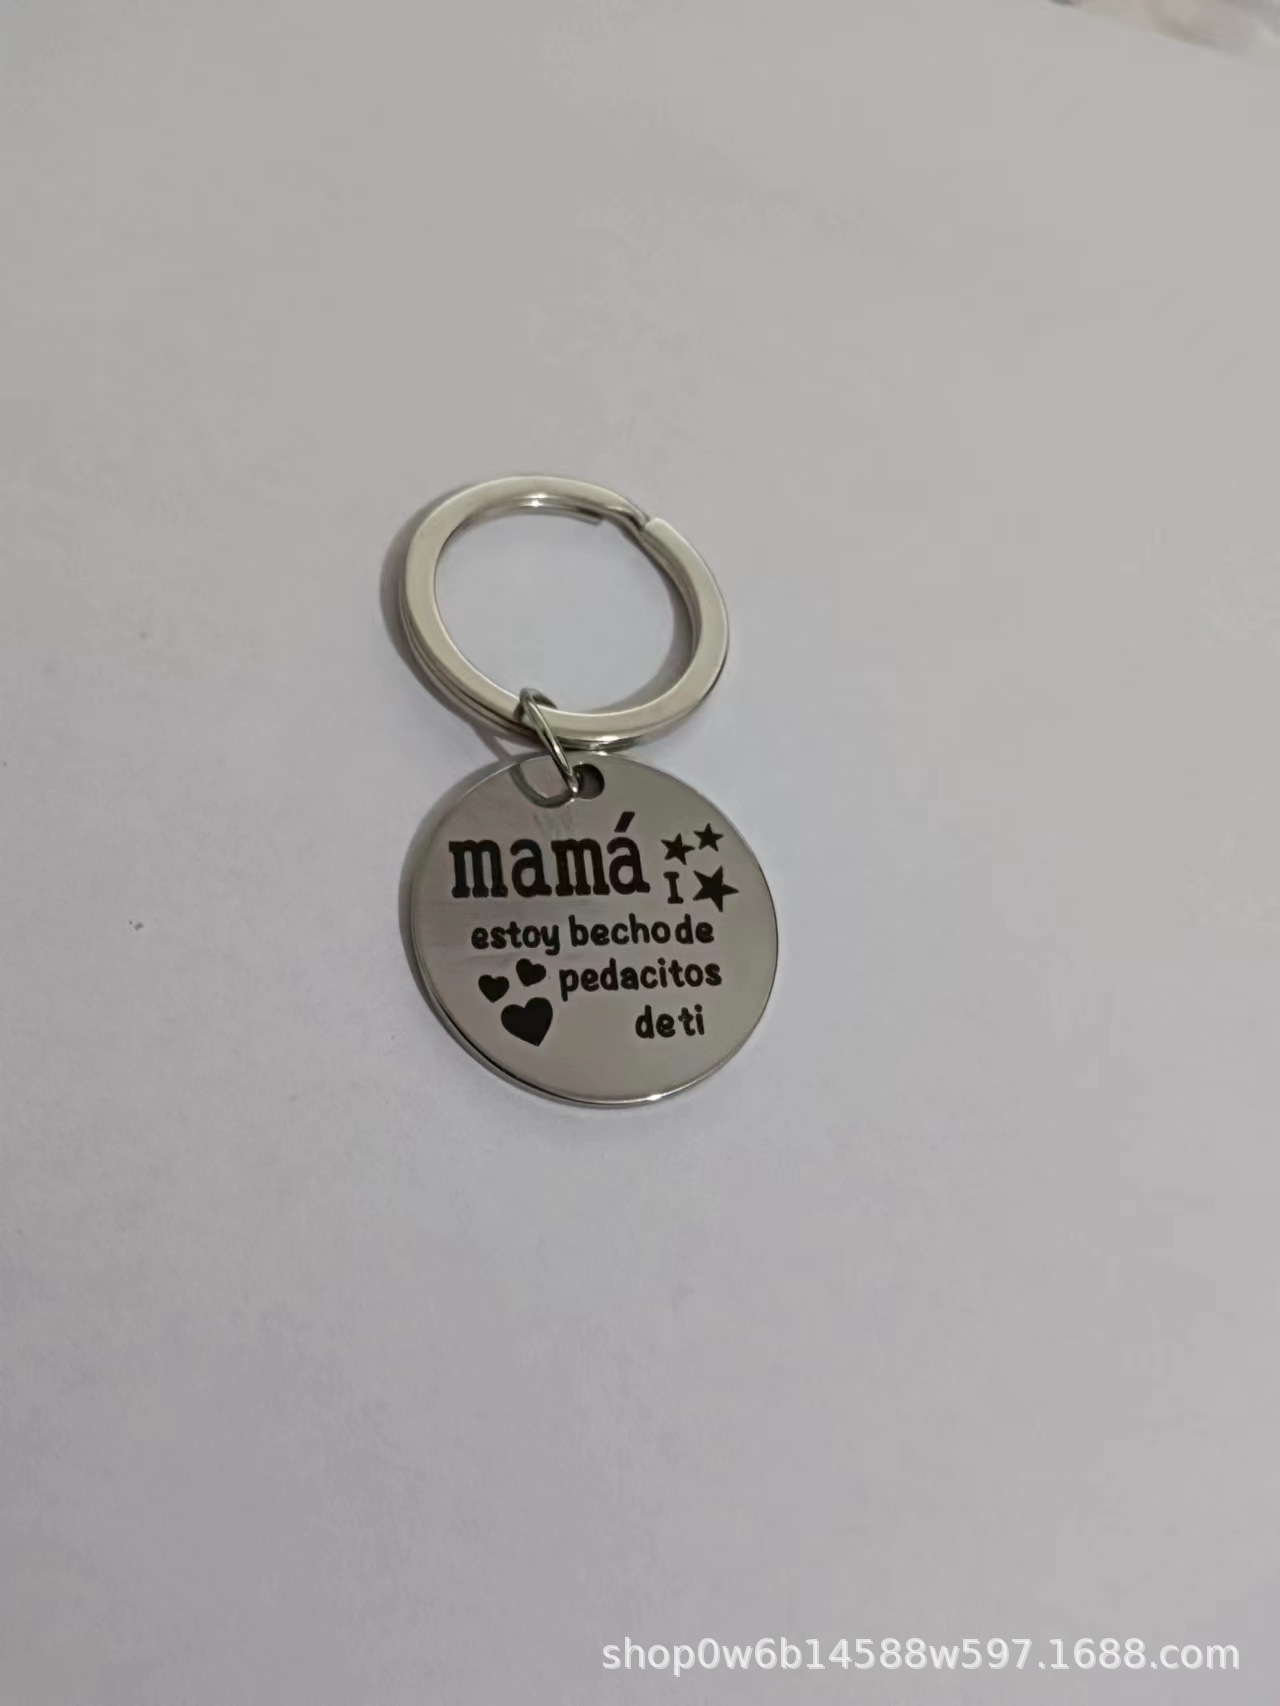 mamá
I
estoy becho de
pedacitos
de ti
shop0w6b14588w597.1688.com